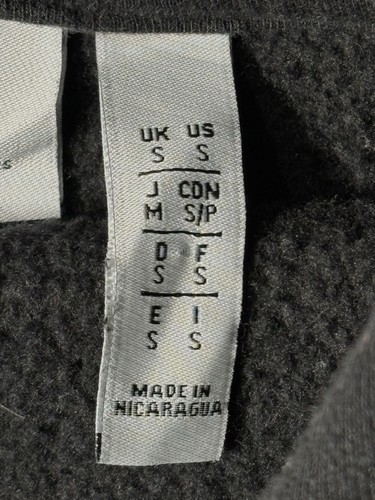 UK US
S S
J CDN
M S/P
D F
S S
E I
S S
MADE IN
NICARAGUA